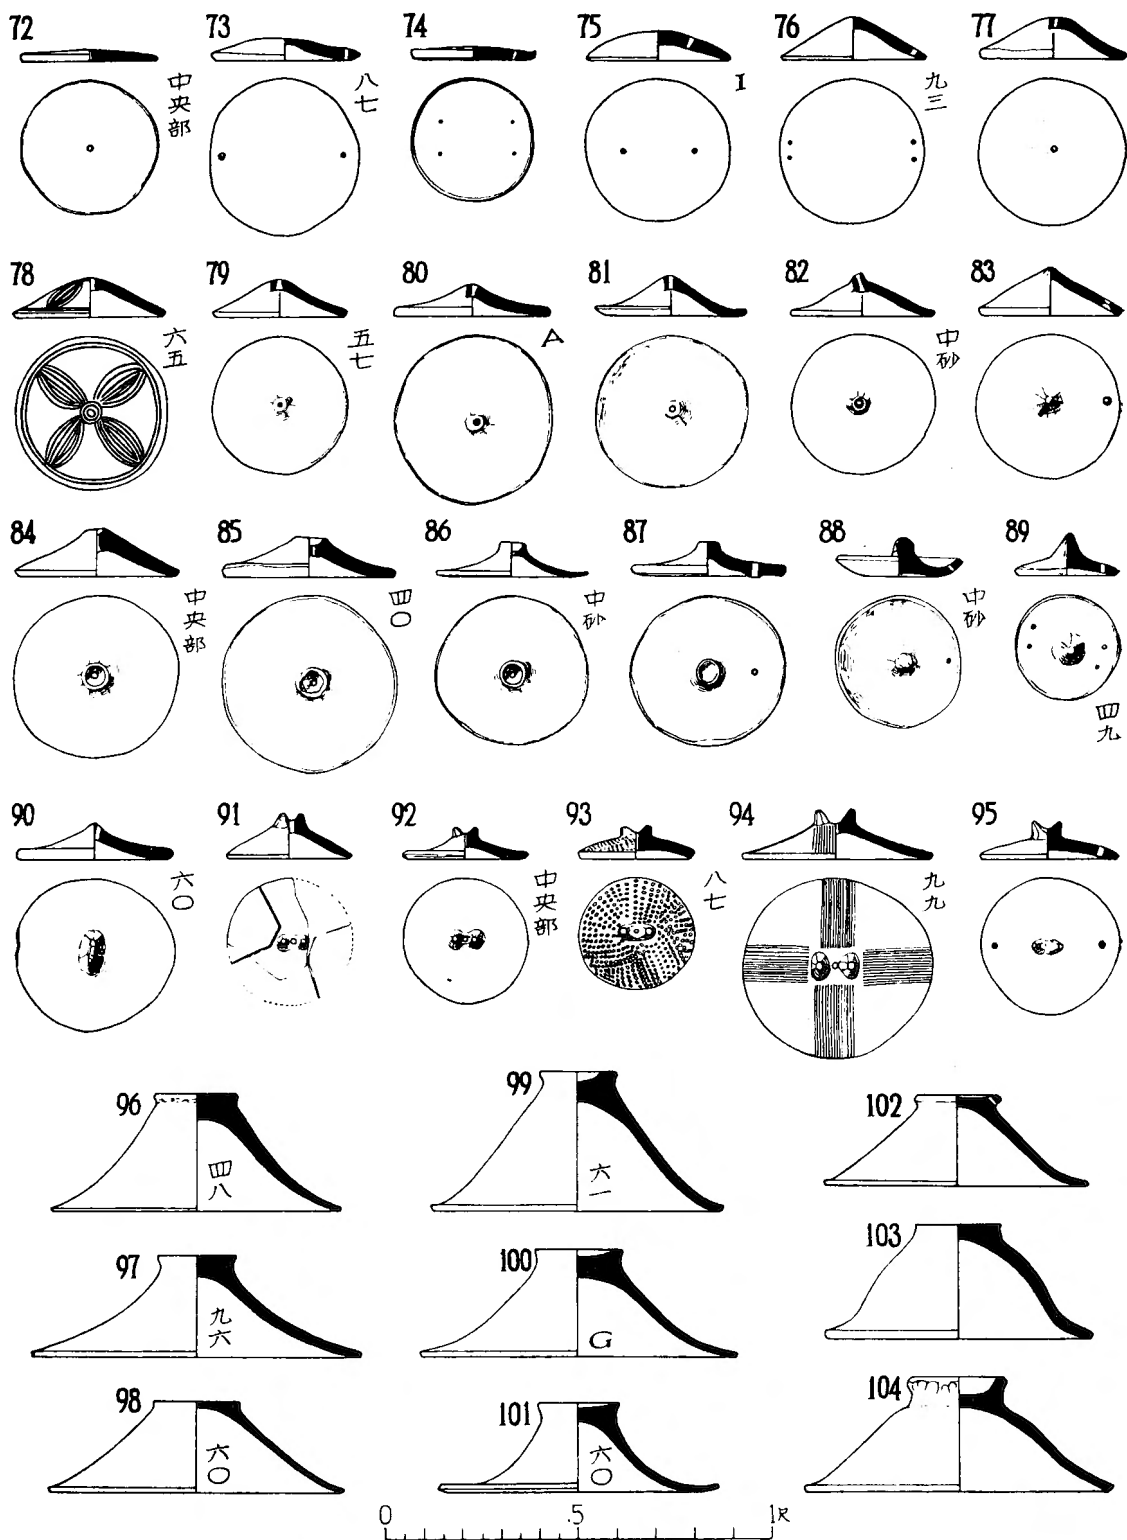 72 73 74 75 76 77
中央部 八七 I 九三
78 79 80 81 82 83
六五 五七 A 中砂
84 85 86 87 88 89
中央部 四〇 中砂 中砂 四九
90 91 92 93 94 95
六〇 中央部 八七 九九
96 99 102
四八 六一
97 100 103
九六 G
98 101 104
六〇 六〇
0 .5 1R